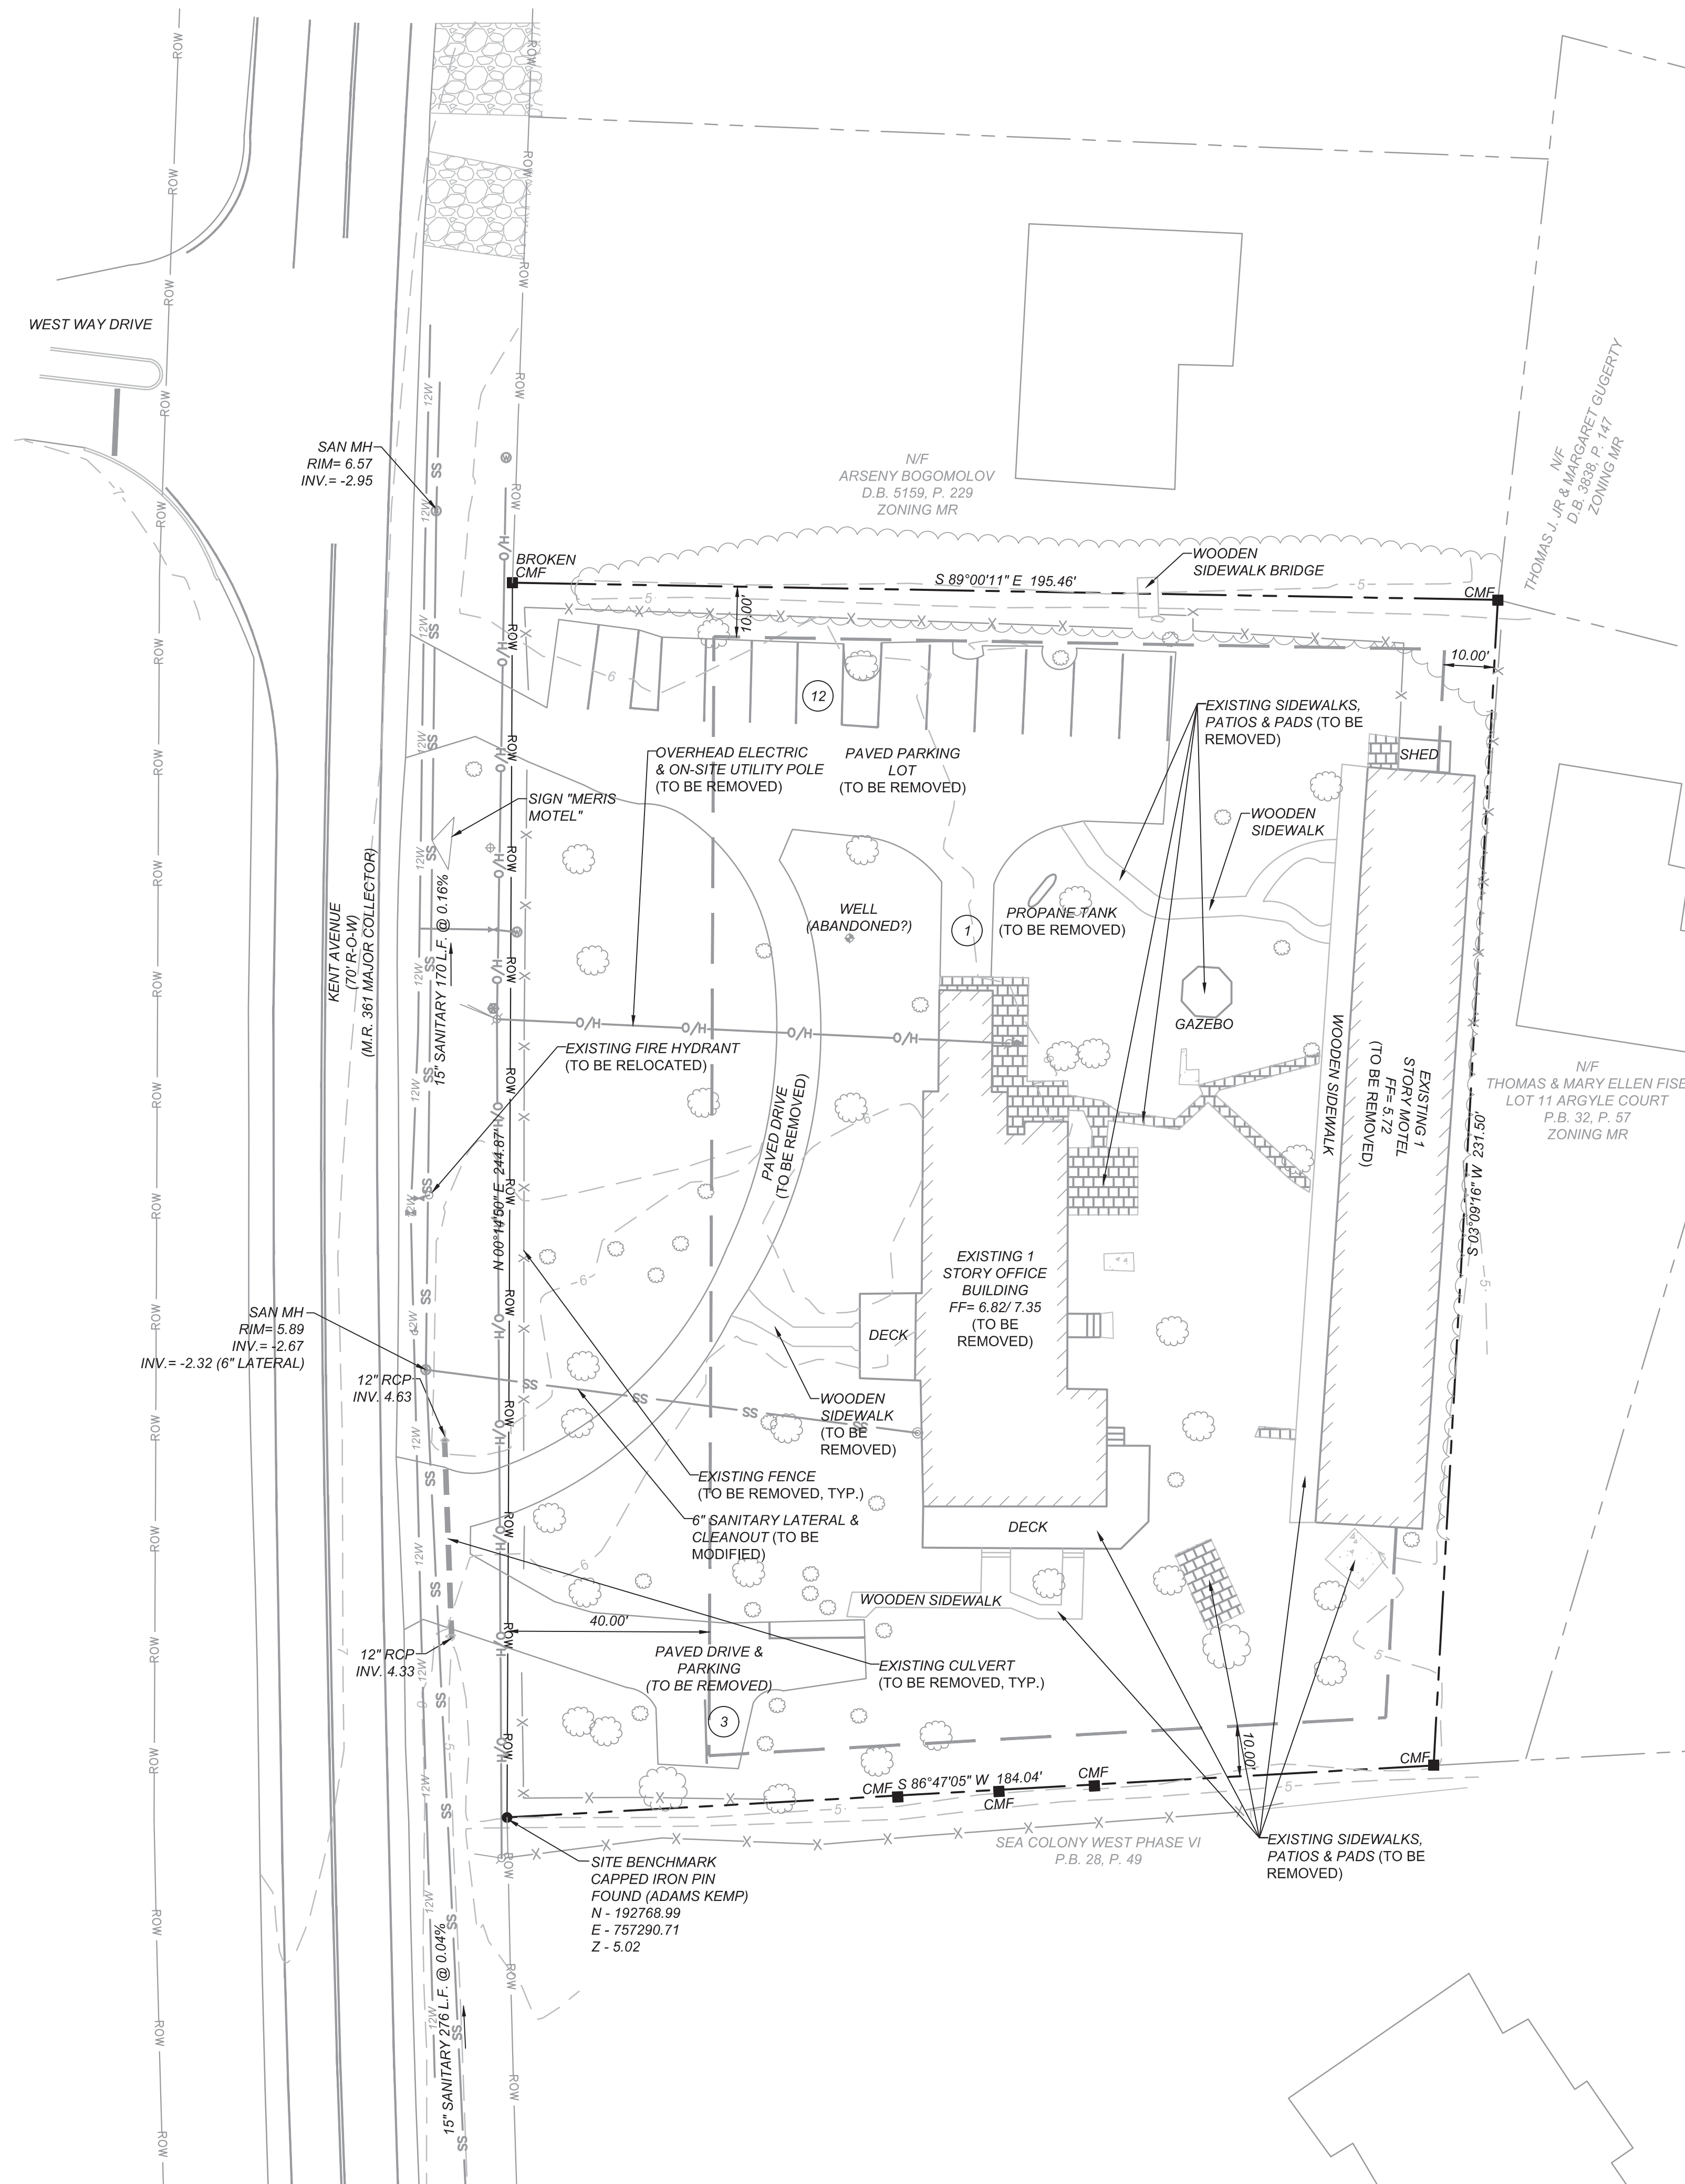 WEST WAY DRIVE
SAN MH
RIM= 6.57
INV.= -2.95
N/F
ARSENY BOGOMOLOV
D.B. 5159, P. 229
ZONING MR
N/F
THOMAS J. JR & MARGARET GUGERTY
D.B. 3838, P. 147
ZONING MR
BROKEN
CMF
S 89°00'11" E  195.46'
WOODEN
SIDEWALK BRIDGE
CMF
10.00'
10.00'
12
EXISTING SIDEWALKS,
PATIOS & PADS (TO BE
REMOVED)
OVERHEAD ELECTRIC
& ON-SITE UTILITY POLE
(TO BE REMOVED)
PAVED PARKING
LOT
(TO BE REMOVED)
SHED
SIGN "MERIS
MOTEL"
WOODEN
SIDEWALK
KENT AVENUE
(70' R-O-W)
(M.R. 361 MAJOR COLLECTOR)
15" SANITARY 170 L.F. @ 0.16%
WELL
(ABANDONED?)
1
PROPANE TANK
(TO BE REMOVED)
GAZEBO
EXISTING FIRE HYDRANT
(TO BE RELOCATED)
PAVED DRIVE
(TO BE REMOVED)
WOODEN SIDEWALK
EXISTING 1
STORY MOTEL
FF= 5.72
(TO BE REMOVED)
N/F
THOMAS & MARY ELLEN FISE
LOT 11 ARGYLE COURT
P.B. 32, P. 57
ZONING MR
N 00°14'50" E  244.87'
S 03°09'16" W  231.50'
EXISTING 1
STORY OFFICE
BUILDING
FF= 6.82/ 7.35
(TO BE
REMOVED)
DECK
SAN MH
RIM= 5.89
INV.= -2.67
INV.= -2.32 (6" LATERAL)
12" RCP
INV. 4.63
WOODEN
SIDEWALK
(TO BE
REMOVED)
EXISTING FENCE
(TO BE REMOVED, TYP.)
6" SANITARY LATERAL &
CLEANOUT (TO BE
MODIFIED)
DECK
WOODEN SIDEWALK
40.00'
12" RCP
INV. 4.33
PAVED DRIVE &
PARKING
(TO BE REMOVED)
EXISTING CULVERT
(TO BE REMOVED, TYP.)
3
10.00'
CMF
S 86°47'05" W  184.04'
CMF
CMF
CMF
SEA COLONY WEST PHASE VI
P.B. 28, P. 49
EXISTING SIDEWALKS,
PATIOS & PADS (TO BE
REMOVED)
SITE BENCHMARK
CAPPED IRON PIN
FOUND (ADAMS KEMP)
N - 192768.99
E - 757290.71
Z - 5.02
15" SANITARY 276 L.F. @ 0.04%
ROW
12W
SS
O/H
5
6
7